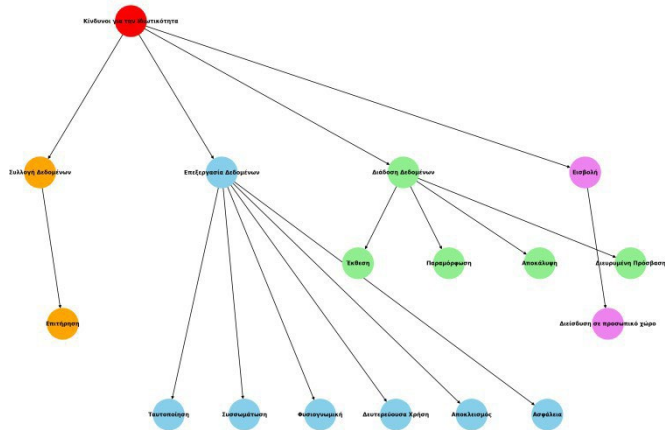 Κίνδυνοι για την Ιδιωτικότητα
Συλλογή Δεδομένων
Επεξεργασία Δεδομένων
Διάδοση Δεδομένων
Εισβολή
Έκθεση
Παραμόρφωση
Αποκάλυψη
Διευρυμένη Πρόσβαση
Επιτήρηση
Διείσδυση σε προσωπικό χώρο
Ταυτοποίηση
Συσσωμάτωση
Φυσιογνωμική
Δευτερεύουσα Χρήση
Αποκλεισμός
Ασφάλεια